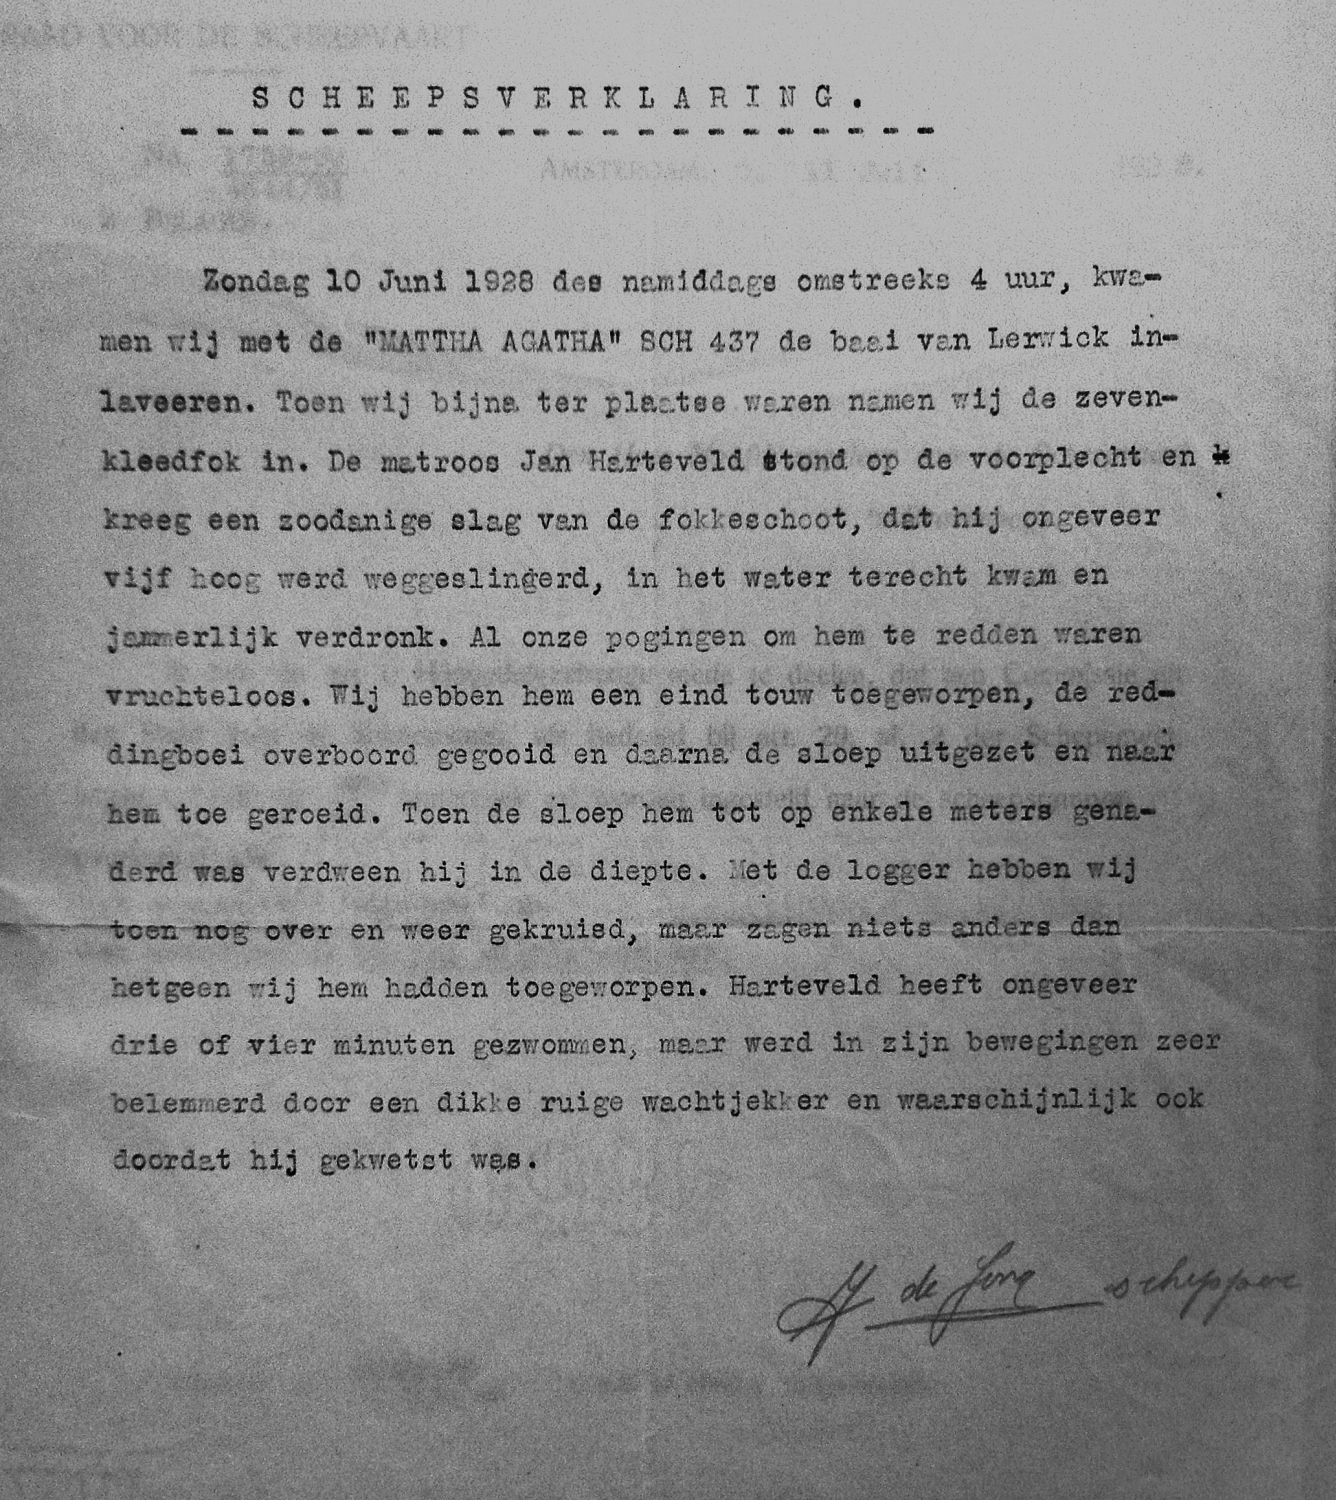 RAAD VOOR DE SCHEEPVAART
SCHEEPSVERKLARING.
No.
AMSTERDAM,
Zondag 10 Juni 1928 des namiddags omstreeks 4 uur, kwa-
men wij met de "MATTHA AGATHA" SCH 437 de baai van Lerwick in-
laveeren. Toen wij bijna ter plaatse waren namen wij de zeven-
kleedfok in. De matroos Jan Harteveld stond op de voorplecht en
kreeg een zoodanige slag van de fokkeschoot, dat hij ongeveer
vijf hoog werd weggeslingerd, in het water terecht kwam en
jammerlijk verdronk. Al onze pogingen om hem te redden waren
vruchteloos. Wij hebben hem een eind touw toegeworpen, de red-
dingboei overboord gegooid en daarna de sloep uitgezet en naar
hem toe geroeid. Toen de sloep hem tot op enkele meters gena-
derd was verdween hij in de diepte. Met de logger hebben wij
toen nog over en weer gekruisd, maar zagen niets anders dan
hetgeen wij hem hadden toegeworpen. Harteveld heeft ongeveer
drie of vier minuten gezwommen, maar werd in zijn bewegingen zeer
belemmerd door een dikke ruige wachtjekker en waarschijnlijk ook
doordat hij gekwetst was.
de Jong schipper